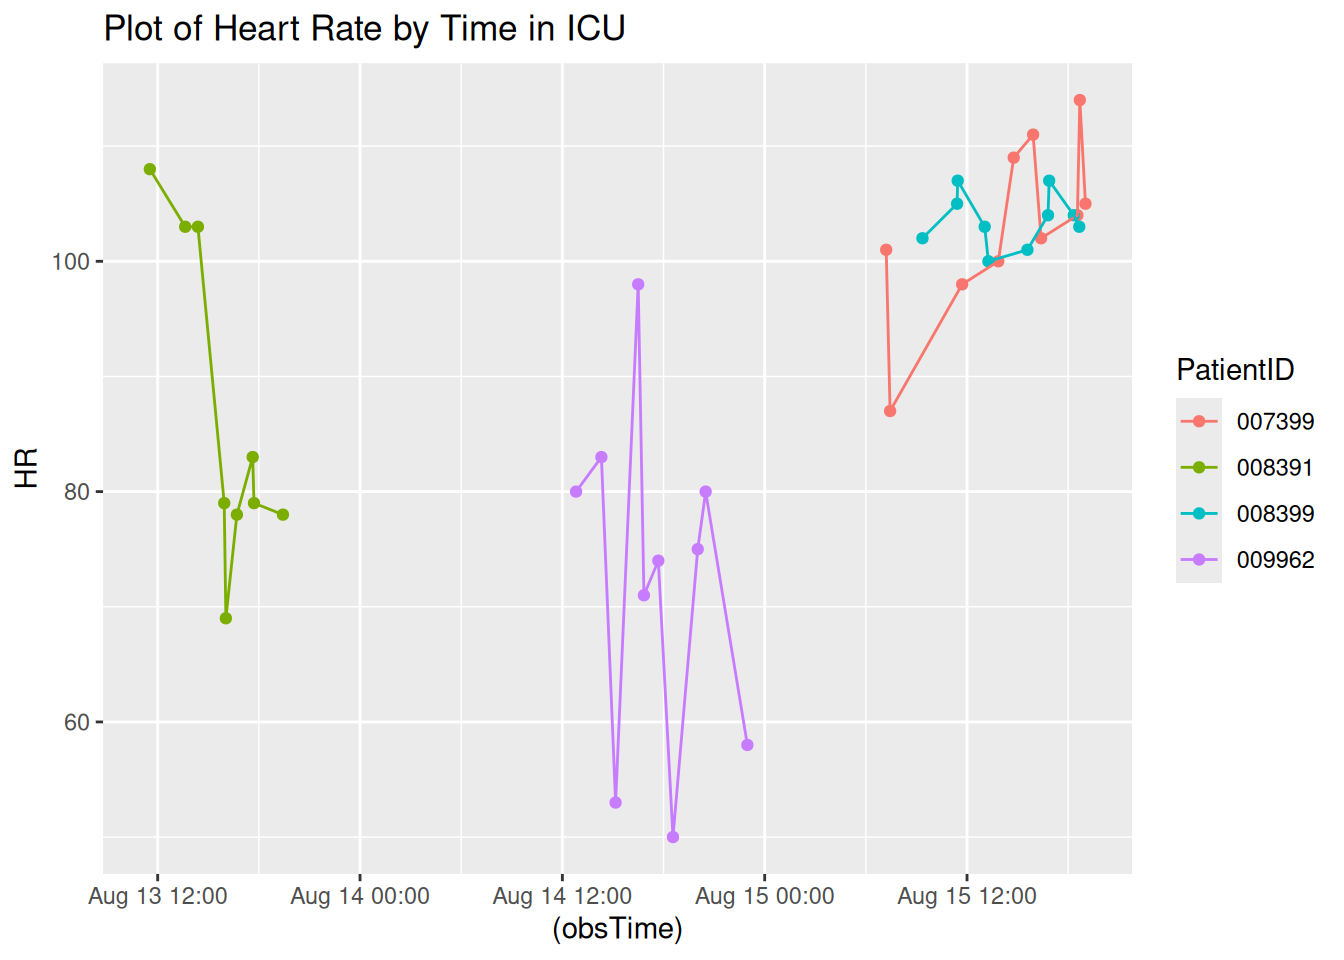 Plot of Heart Rate by Time in ICU
HR
100
80
60
Aug 13 12:00
Aug 14 00:00
Aug 14 12:00
Aug 15 00:00
Aug 15 12:00
(obsTime)
PatientID
007399
008391
008399
009962